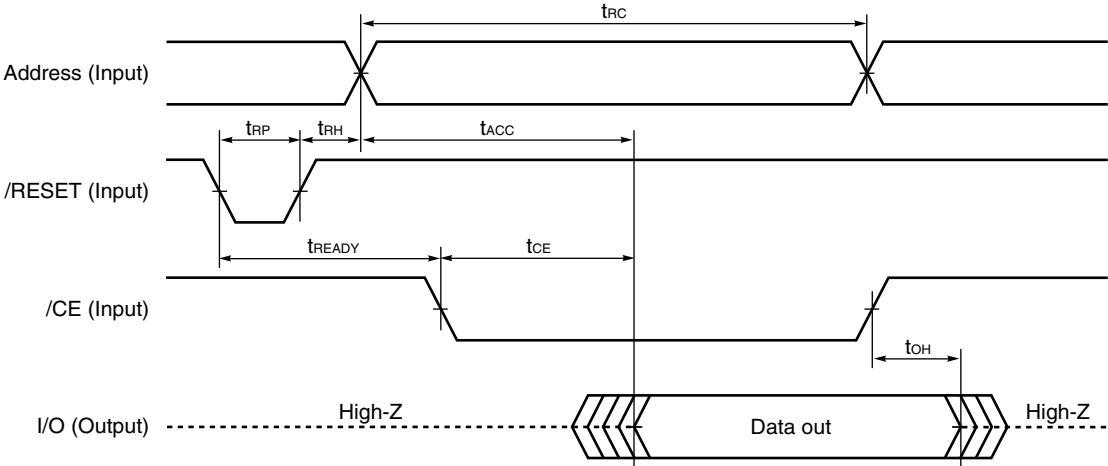 tRC
Address (Input)
tRP
tRH
tACC
/RESET (Input)
tREADY
tCE
/CE (Input)
tOH
High-Z
High-Z
I/O (Output)
Data out